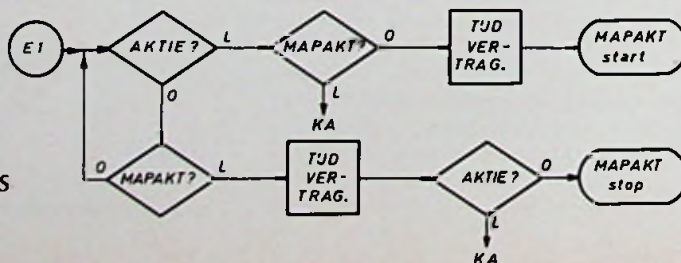 E1
AKTIE?
L
MAPAKT?
O
TIJD
VER-
TRAG.
MAPAKT
start
O
L
KA
O
MAPAKT?
L
TIJD
VER-
TRAG.
AKTIE?
O
MAPAKT
stop
L
KA
S